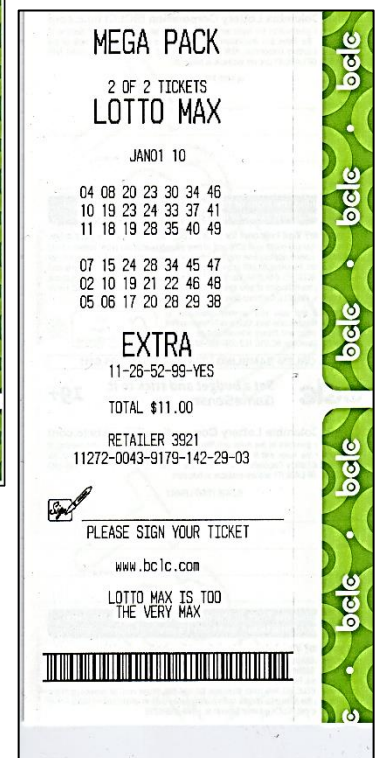 MEGA PACK
2 OF 2 TICKETS
LOTTO MAX
JAN01 10
04 08 20 23 30 34 46
10 19 23 24 33 37 41
11 18 19 28 35 40 49
07 15 24 28 34 45 47
02 10 19 21 22 46 48
05 06 17 20 28 29 38
EXTRA
11-26-52-99-YES
TOTAL $11.00
RETAILER 3921
11272-0043-9179-142-29-03
Sign
PLEASE SIGN YOUR TICKET
www.bclc.com
LOTTO MAX IS TOO
THE VERY MAX
bclc
bclc
bclc
bclc
bclc